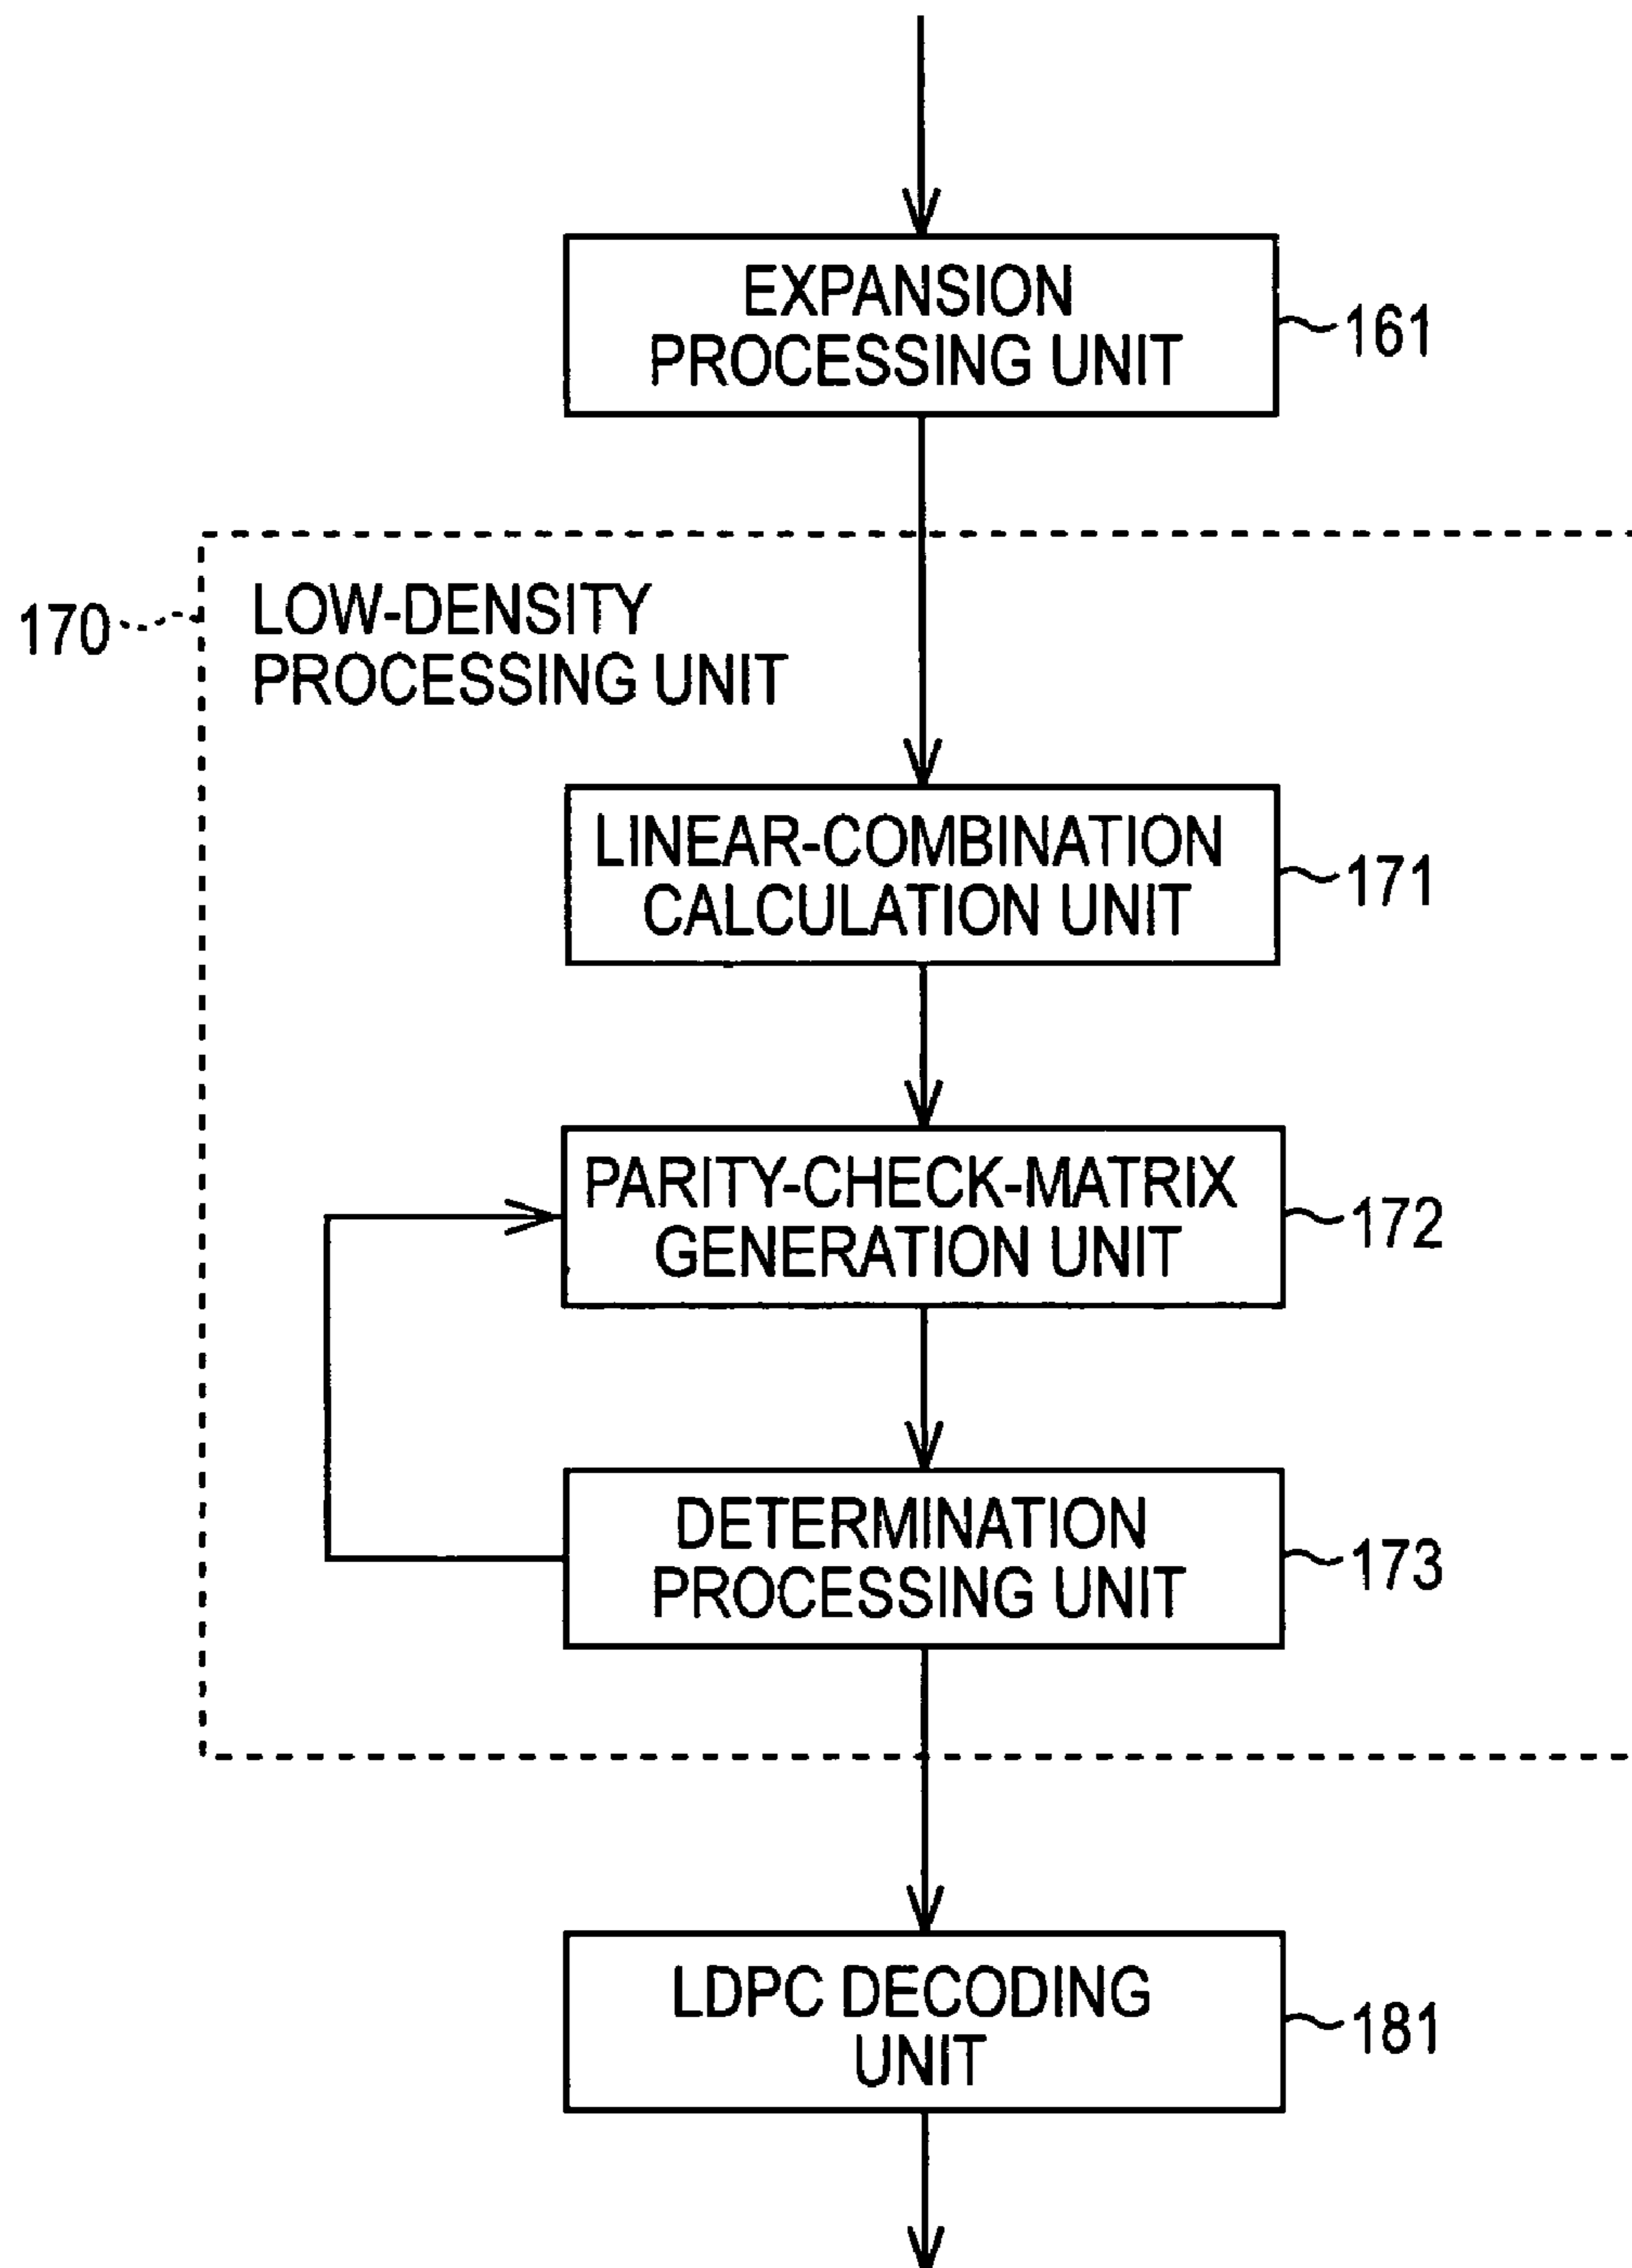 EXPANSION
PROCESSING UNIT
161
170
LOW-DENSITY
PROCESSING UNIT
LINEAR-COMBINATION
CALCULATION UNIT
171
PARITY-CHECK-MATRIX
GENERATION UNIT
172
DETERMINATION
PROCESSING UNIT
173
LDPC DECODING
UNIT
181